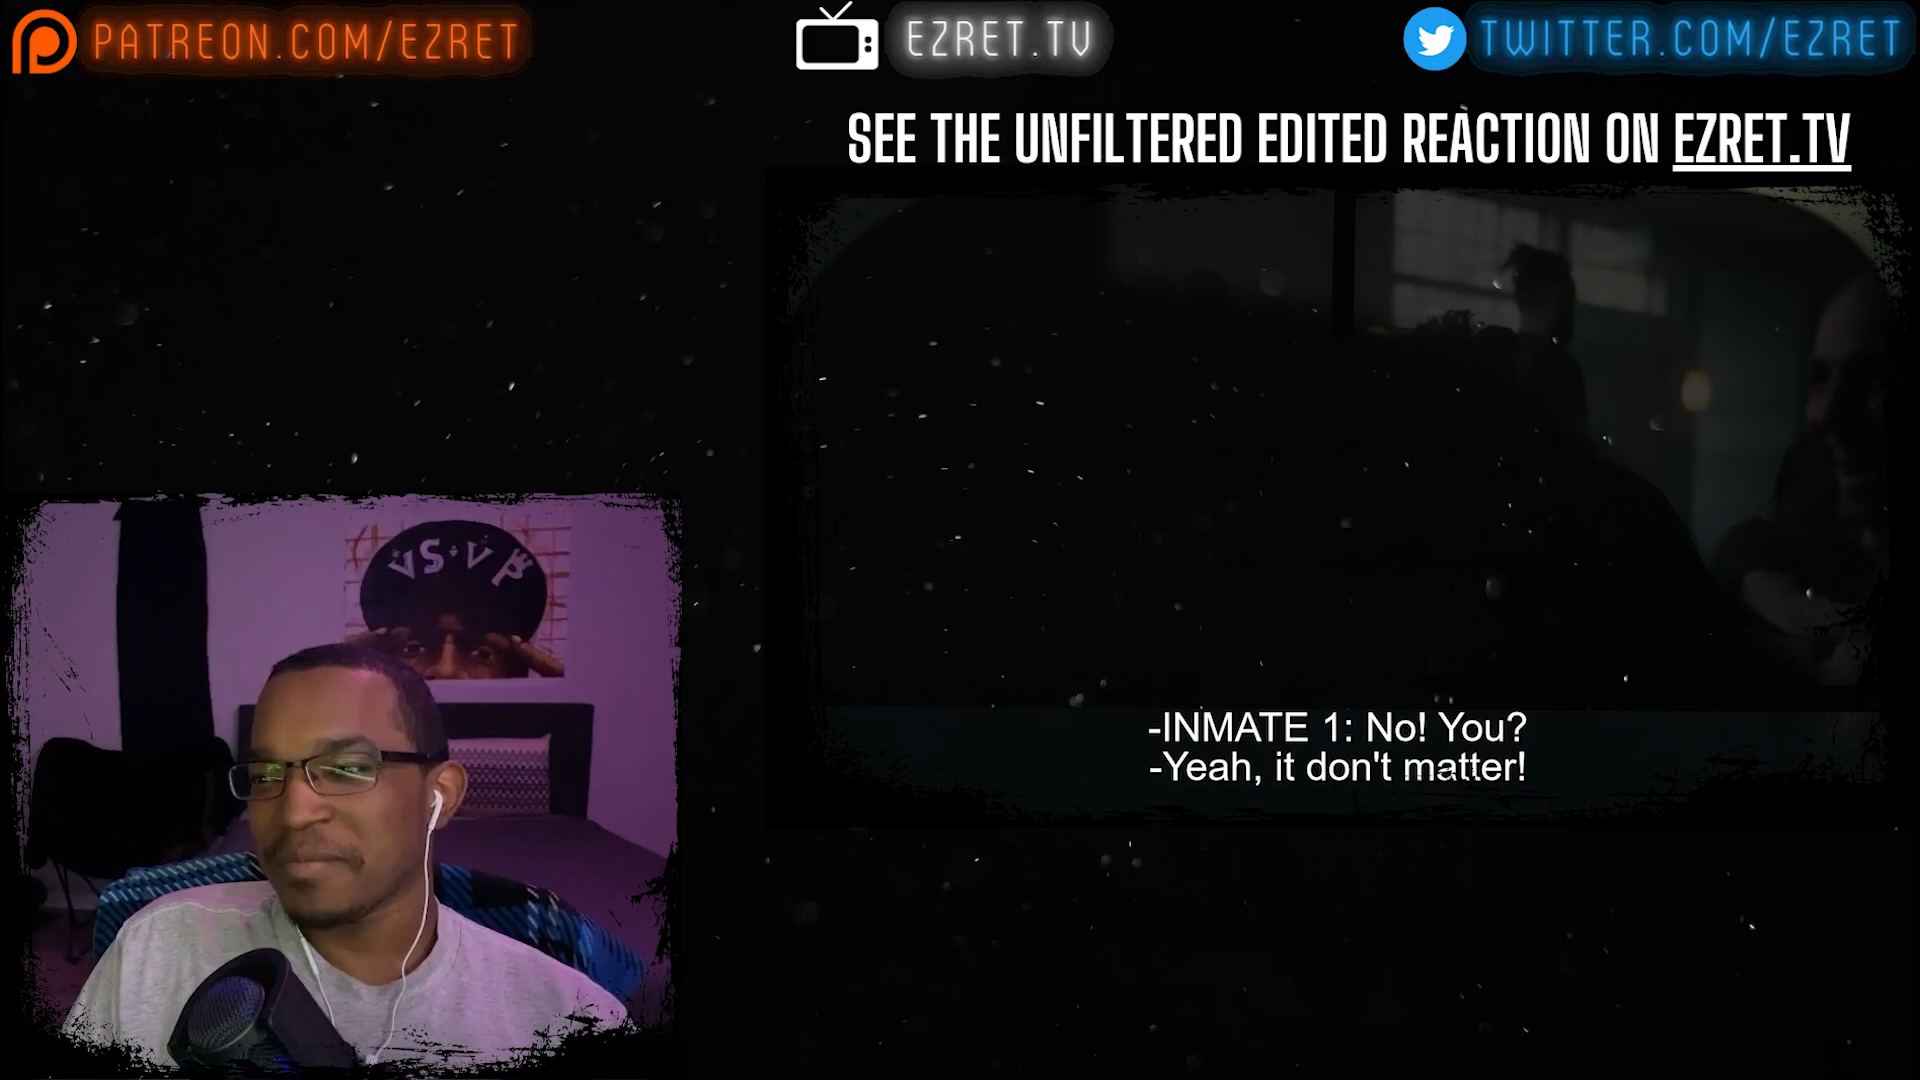 PATREON.COM/EZRET
EZRET.TV
TWITTER.COM/EZRET
SEE THE UNFILTERED EDITED REACTION ON EZRET.TV
VSVP
-INMATE 1: No! You?
-Yeah, it don't matter!